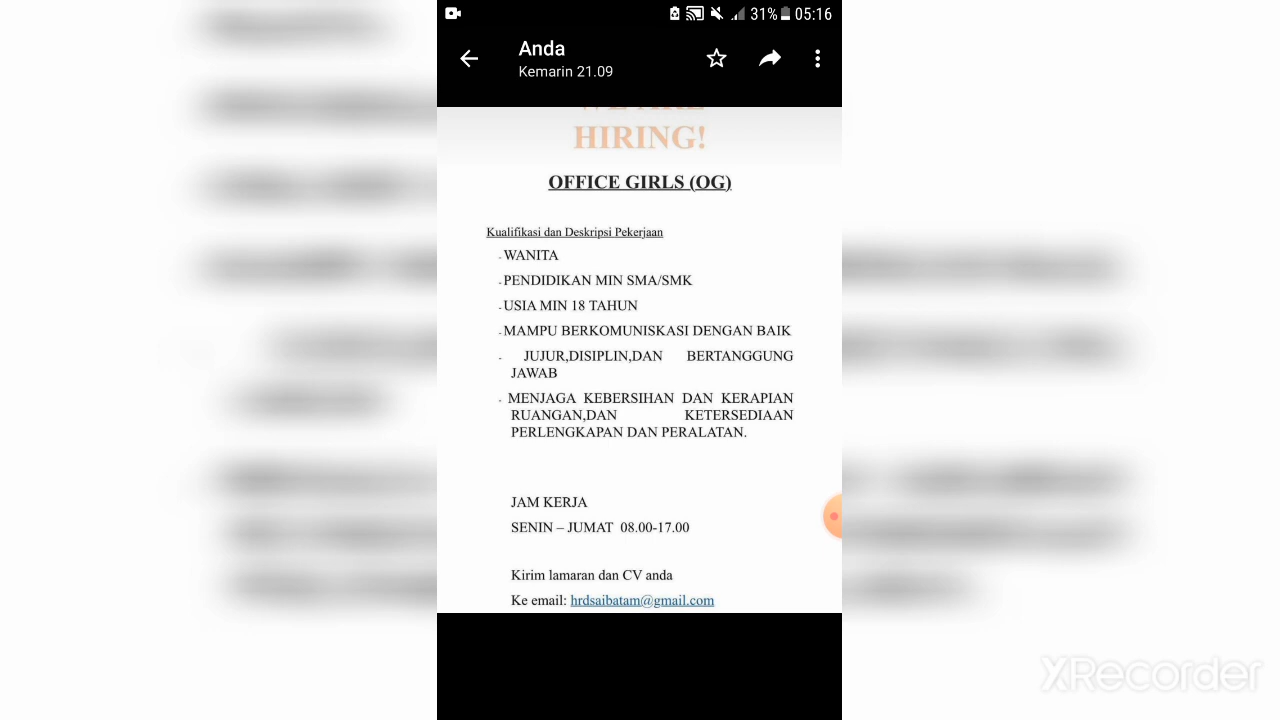 31% 05:16
Anda
Kemarin 21.09
WE ARE
HIRING!
OFFICE GIRLS (OG)
Kualifikasi dan Deskripsi Pekerjaan
- WANITA
- PENDIDIKAN MIN SMA/SMK
- USIA MIN 18 TAHUN
- MAMPU BERKOMUNISKASI DENGAN BAIK
- JUJUR,DISIPLIN,DAN BERTANGGUNG
JAWAB
- MENJAGA KEBERSIHAN DAN KERAPIAN
RUANGAN,DAN KETERSEDIAAN
PERLENGKAPAN DAN PERALATAN.
JAM KERJA
SENIN – JUMAT 08.00-17.00
Kirim lamaran dan CV anda
Ke email: hrdsaibatam@gmail.com
XRecorder